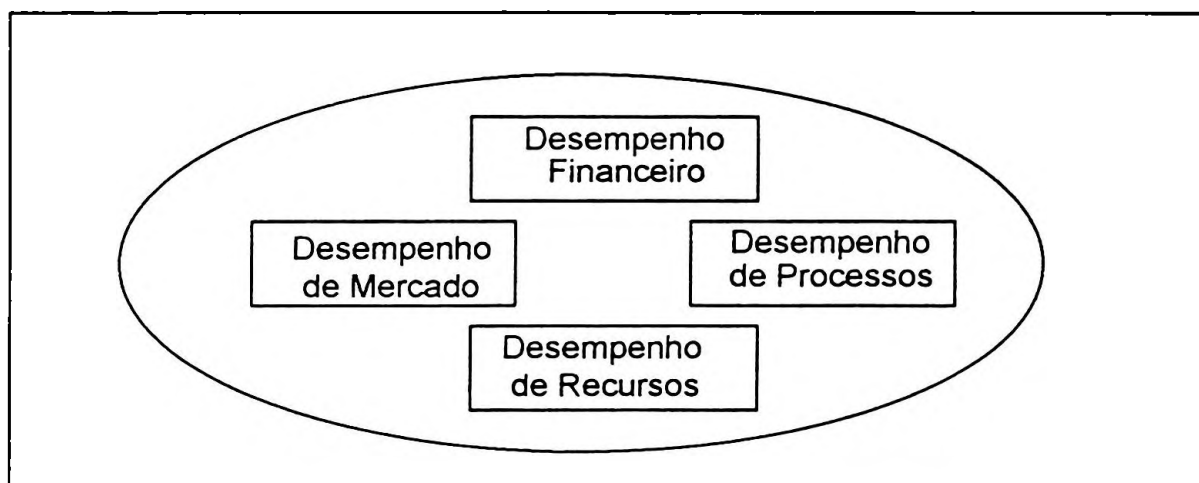 Desempenho
Financeiro
Desempenho
de Mercado
Desempenho
de Processos
Desempenho
de Recursos